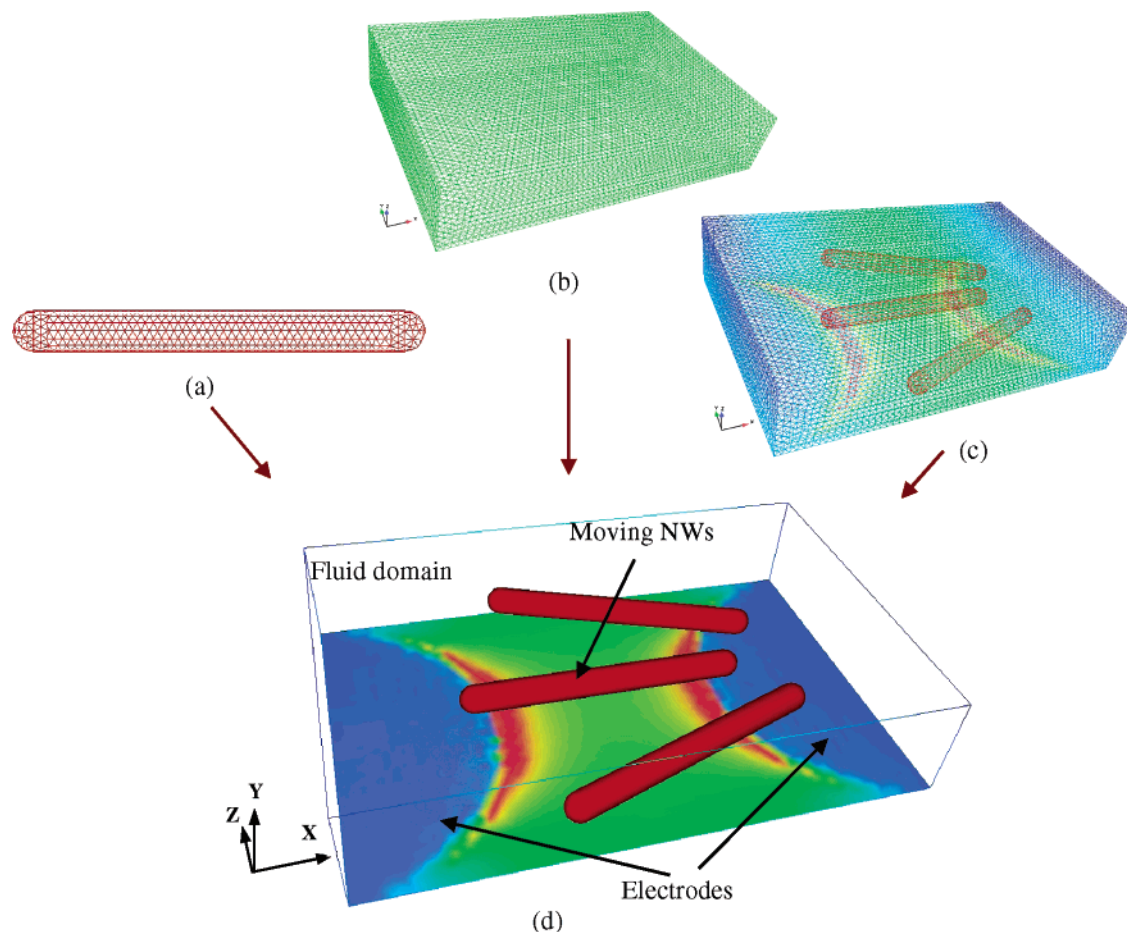 (b)
(a)
(c)
Moving NWs
Fluid domain
Y
Z
X
Electrodes
(d)